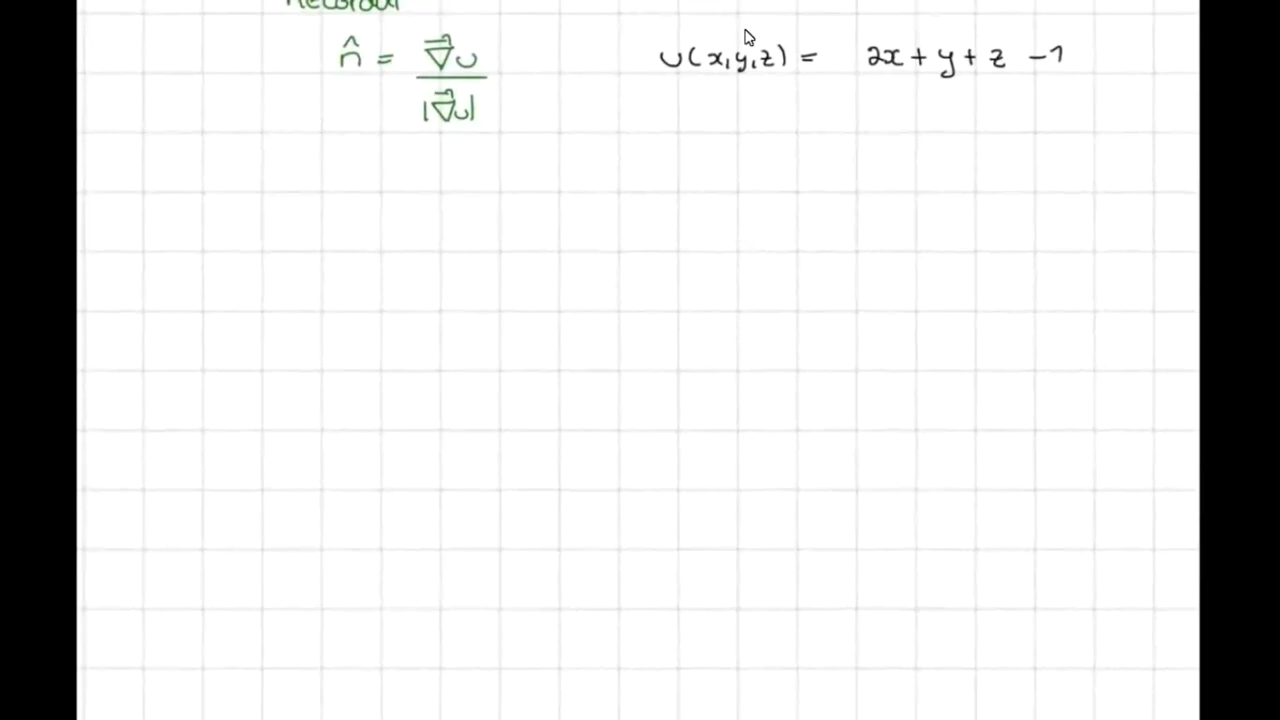 n̂ = ∇⃗U / |∇⃗U|
U(x,y,z) = 2x + y + z - 1